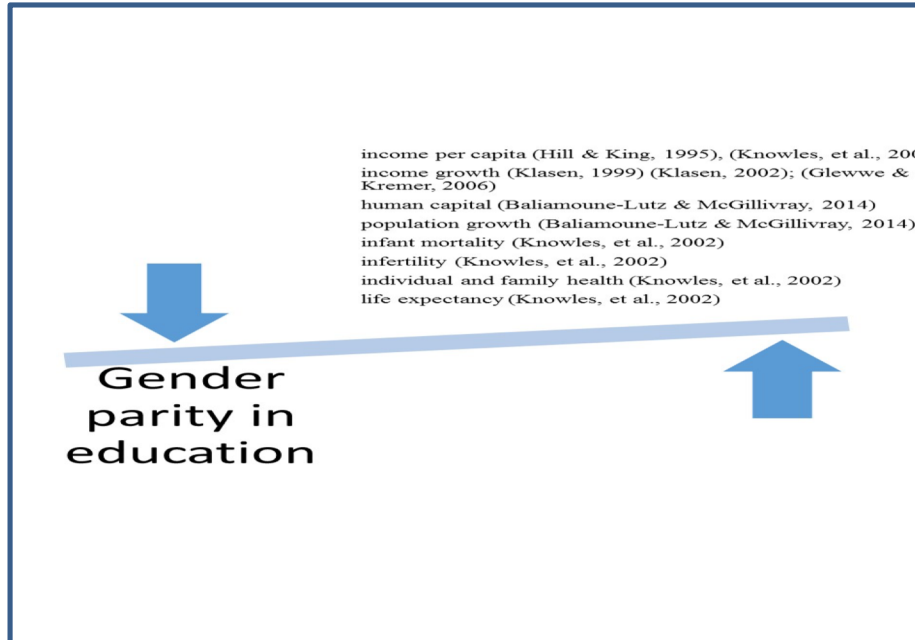 income per capita (Hill & King, 1995), (Knowles, et al.,
income growth (Klasen, 1999) (Klasen, 2002); (Glewwe &
Kremer, 2006)
human capital (Baliamoune-Lutz & McGillivray, 2014)
population growth (Baliamoune-Lutz & McGillivray, 2014)
infant mortality (Knowles, et al., 2002)
infertility (Knowles, et al., 2002)
individual and family health (Knowles, et al., 2002)
life expectancy (Knowles, et al., 2002)
Gender
parity in
education